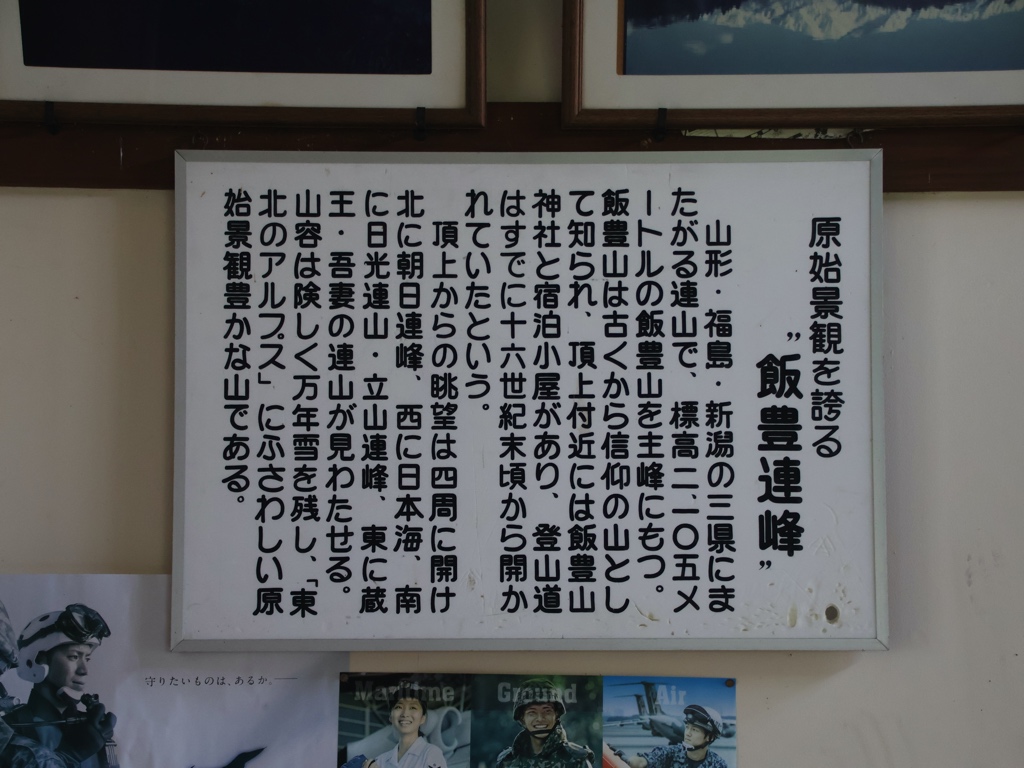 原始景観を誇る
〝飯豊連峰〟
山形・福島・新潟の三県にま
たがる連山で、標高二、一〇五メ
ートルの飯豊山を主峰にもつ。
飯豊山は古くから信仰の山とし
て知られ、頂上付近には飯豊山
神社と宿泊小屋があり、登山道
はすでに十六世紀末頃から開か
れていたという。
頂上からの眺望は四周に開け
北に朝日連峰、西に日本海、南
に日光連山・立山連峰、東に蔵
王・吾妻の連山が見わたせる。
山容は険しく万年雪を残し、「東
北のアルプス」にふさわしい原
始景観豊かな山である。
守りたいものは、あるか。
Maritime
Ground
Air